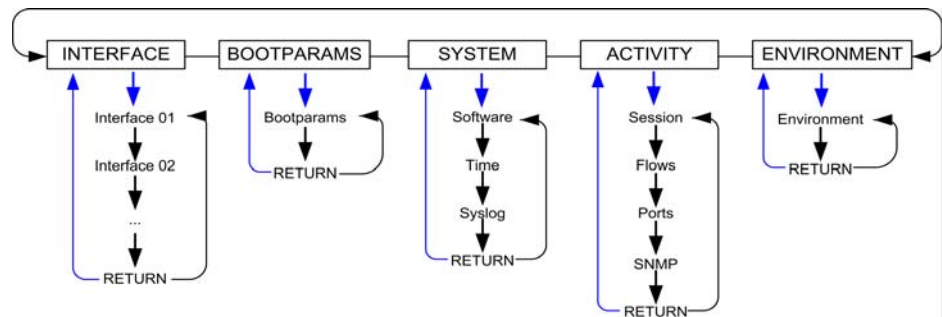 INTERFACE
BOOTPARAMS
SYSTEM
ACTIVITY
ENVIRONMENT
Interface 01
Interface 02
...
RETURN
Bootparams
RETURN
Software
Time
Syslog
RETURN
Session
Flows
Ports
SNMP
RETURN
Environment
RETURN